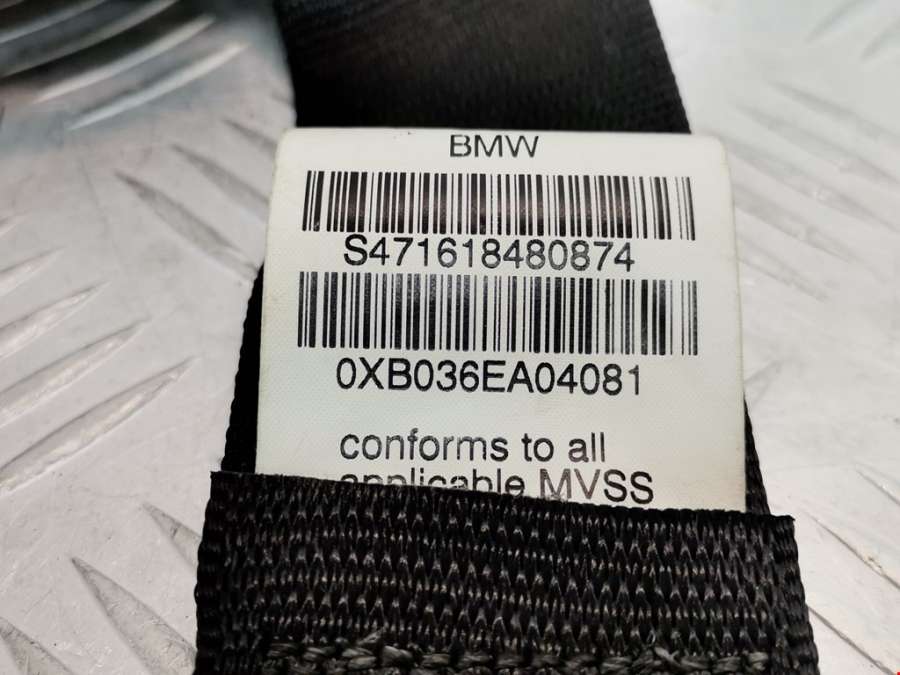 BMW
S471618480874
0XB036EA04081
conforms to all
applicable MVSS